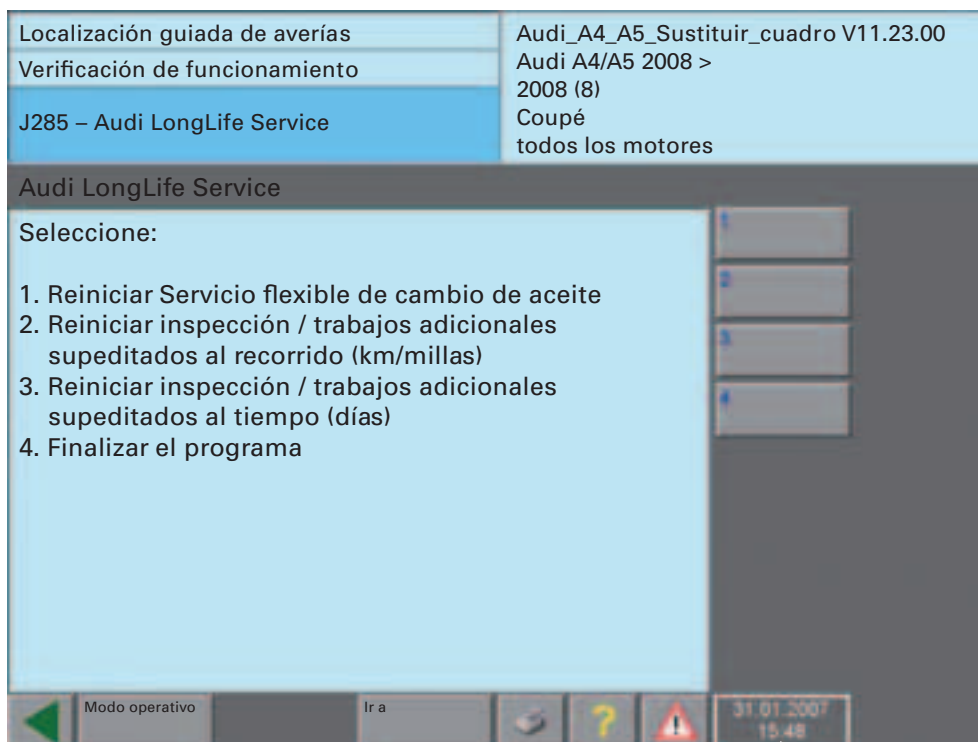 Localización guiada de averías
Verificación de funcionamiento
J285 – Audi LongLife Service
Audi_A4_A5_Sustituir_cuadro V11.23.00
Audi A4/A5 2008 >
2008 (8)
Coupé
todos los motores
Audi LongLife Service
Seleccione:
1. Reiniciar Servicio flexible de cambio de aceite
2. Reiniciar inspección / trabajos adicionales
supeditados al recorrido (km/millas)
3. Reiniciar inspección / trabajos adicionales
supeditados al tiempo (días)
4. Finalizar el programa
1
2
3
4
Modo operativo
Ir a
?
31.01.2007
15:48